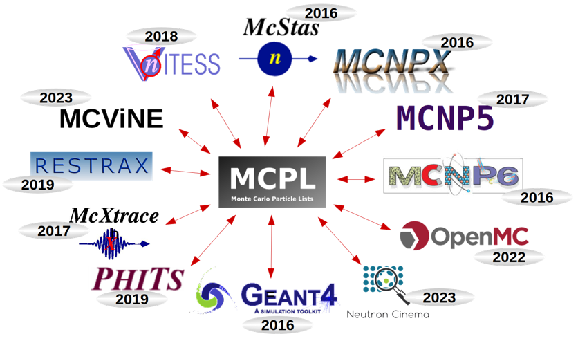 2016
McStas
n
2018
VnITESS
2016
MCNPX
2023
MCViNE
2017
MCNP5
RESTRAX
2019
MCPL
Monte Carlo Particle Lists
MCNP6
2016
McXtrace
2017
OpenMC
2022
PHITS
2019
GEANT4
A SIMULATION TOOLKIT
2016
2023
Neutron Cinema